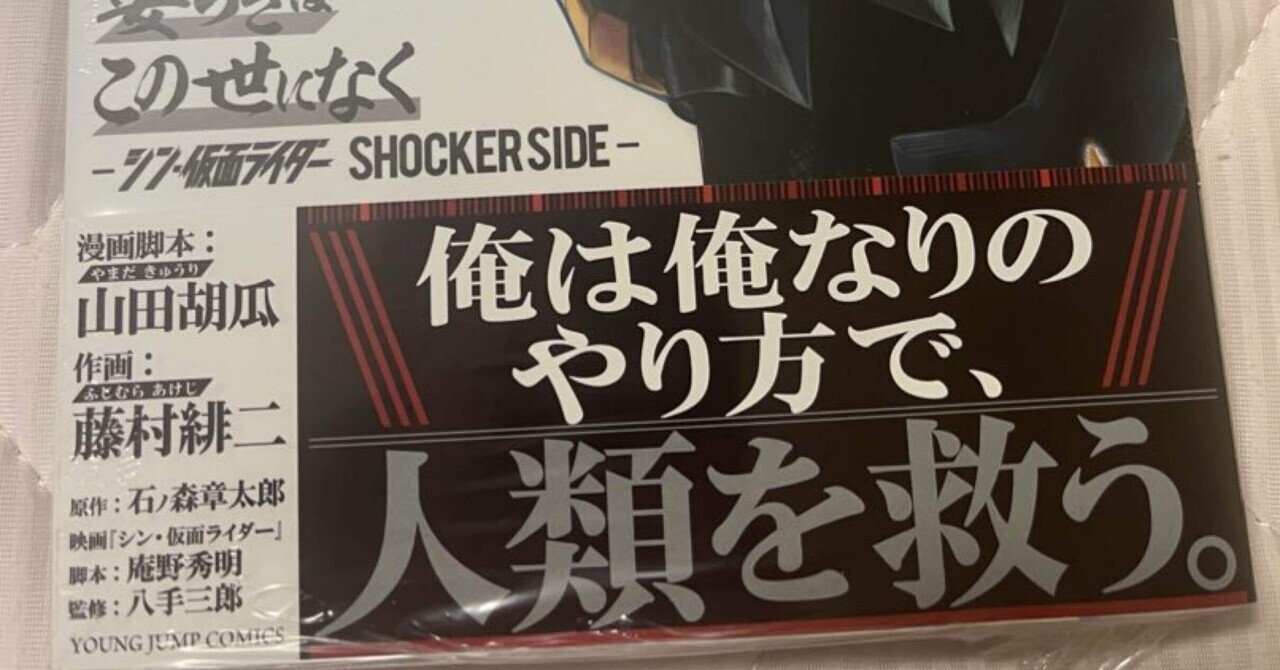 安らぎは
この世になく
-シン・仮面ライダー SHOCKER SIDE-
漫画脚本：
やまだ きゅうり
山田胡瓜
作画：
ふじむら あけじ
藤村緋二
原作：石ノ森章太郎
映画『シン・仮面ライダー』
脚本：庵野秀明
監修：八手三郎
YOUNG JUMP COMICS
俺は俺なりの
やり方で、
人類を救う。